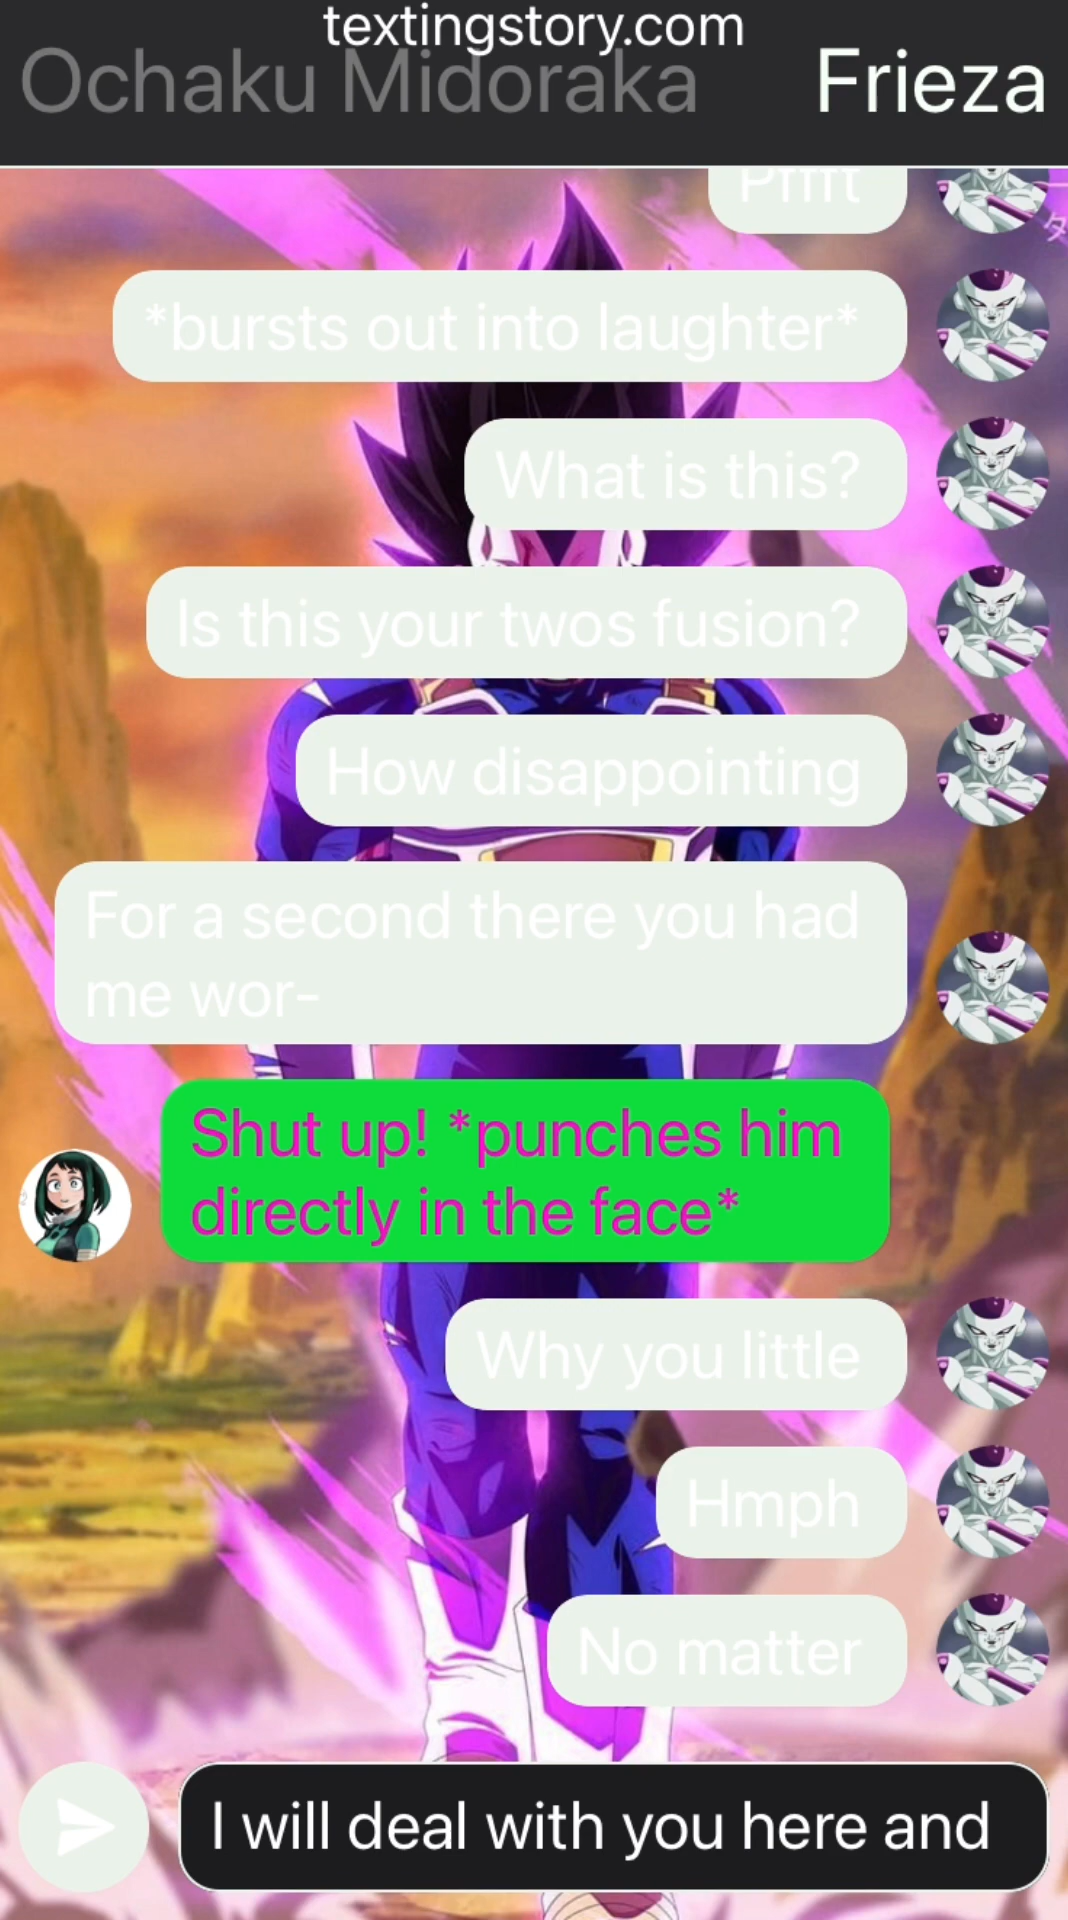 textingstory.com
Ochaku Midoraka Frieza
Pffft
*bursts out into laughter*
What is this?
Is this your twos fusion?
How disappointing
For a second there you had
me wor-
Shut up! *punches him
directly in the face*
Why you little
Hmph
No matter
I will deal with you here and